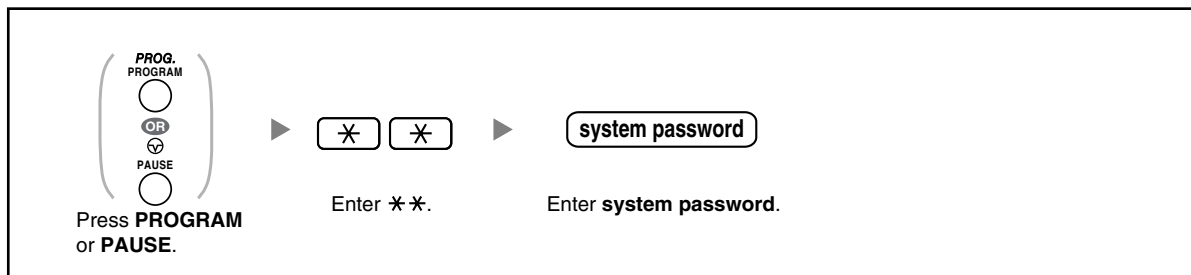 PROG.
PROGRAM
OR
PAUSE
Press PROGRAM
or PAUSE.
* *
Enter **.
system password
Enter system password.